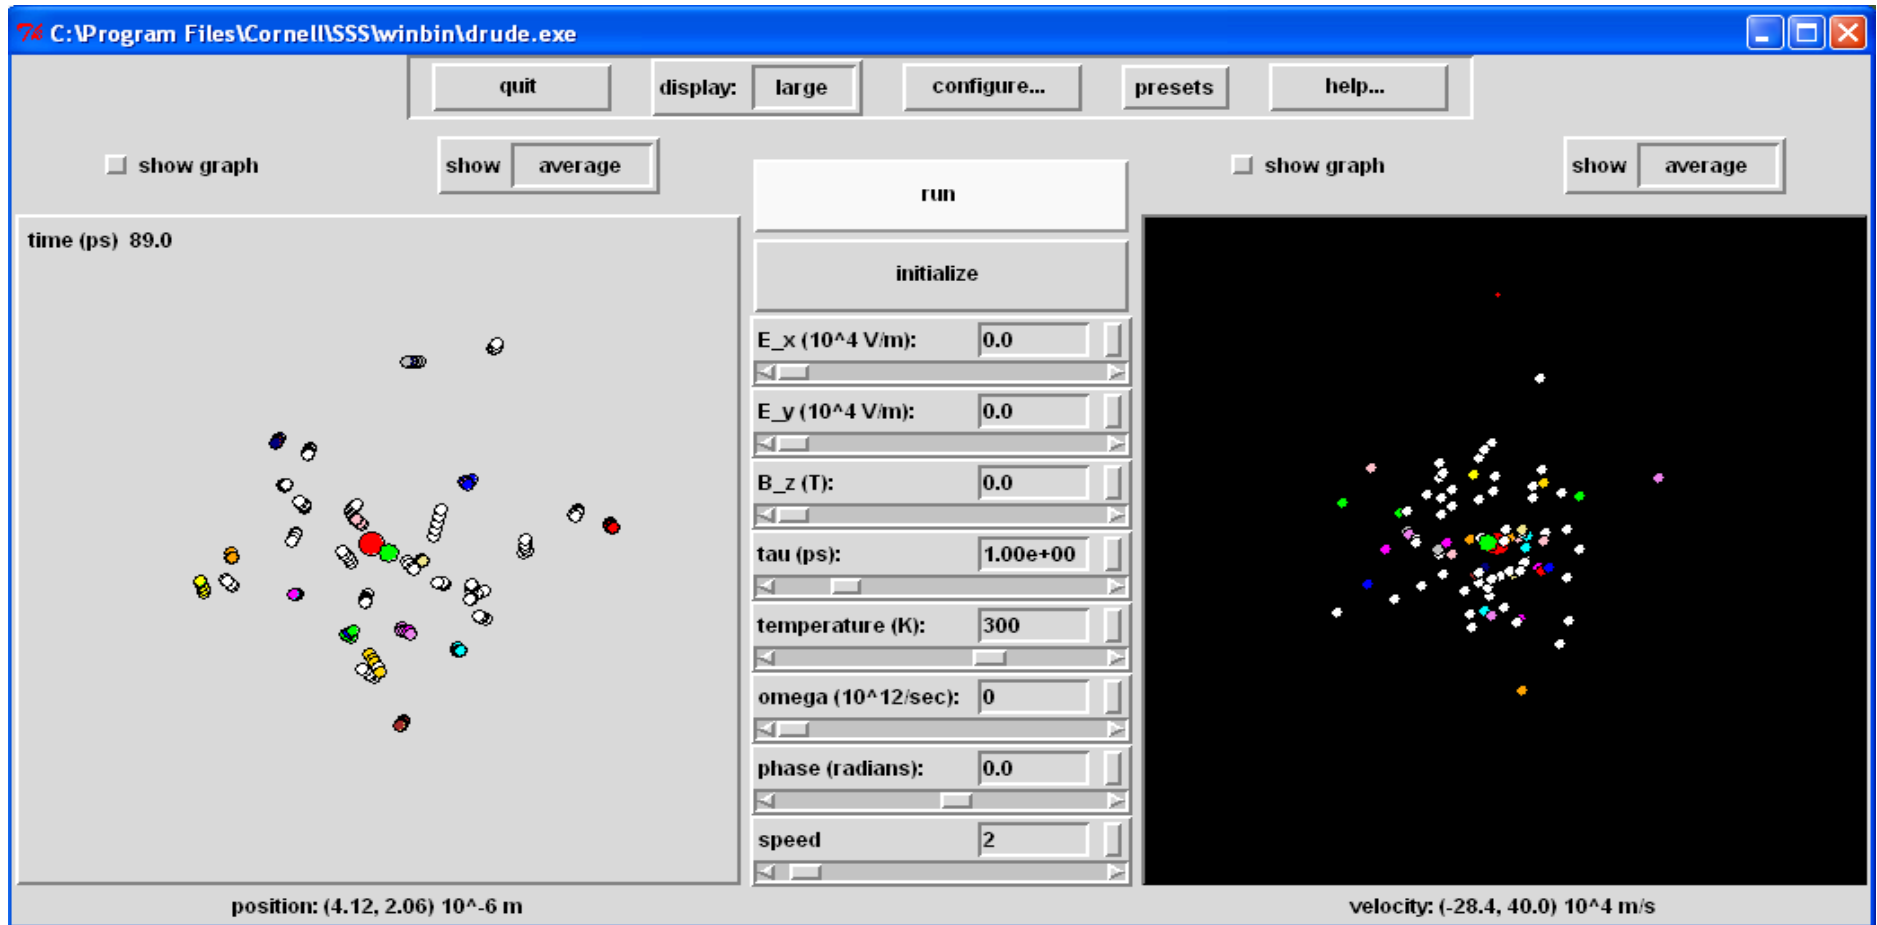 C:\Program Files\Cornell\SSS\winbin\drude.exe
quit display: large configure... presets help...
show graph show average
show graph show average
run
time (ps) 89.0
initialize
E_x (10^4 V/m): 0.0
E_y (10^4 V/m): 0.0
B_z (T): 0.0
tau (ps): 1.00e+00
temperature (K): 300
omega (10^12/sec): 0
phase (radians): 0.0
speed 2
position: (4.12, 2.06) 10^-6 m
velocity: (-28.4, 40.0) 10^4 m/s